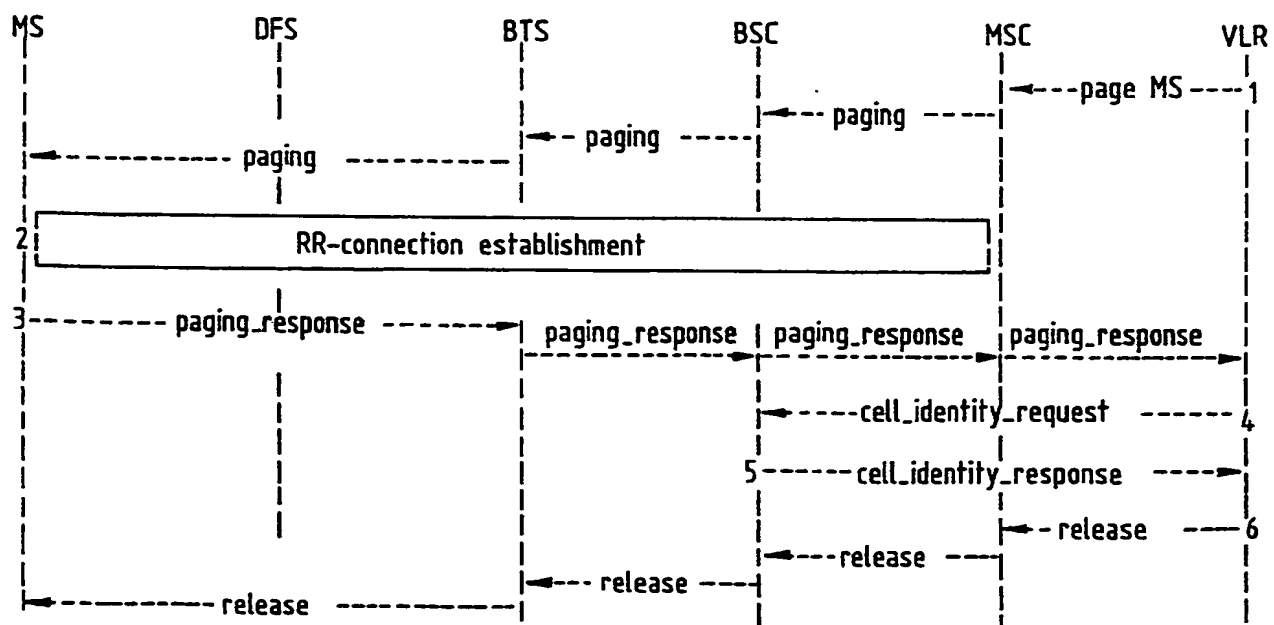 MS DFS BTS BSC MSC VLR
page MS 1
paging
paging
paging
2 RR-connection establishment
3 paging_response
paging_response paging_response paging_response
cell_identity_request 4
5 cell_identity_response
release 6
release
release
release